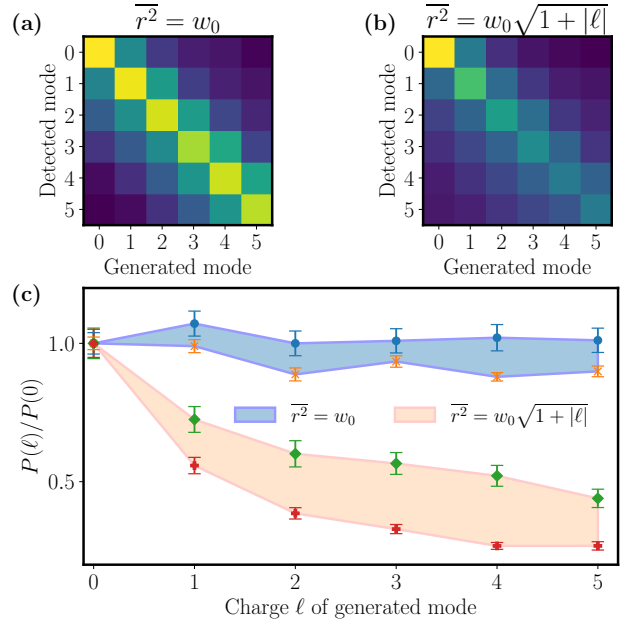 (a) $\overline{r^2} = w_0$
(b) $\overline{r^2} = w_0\sqrt{1+|\ell|}$
Detected mode
0
1
2
3
4
5
0 1 2 3 4 5
Generated mode
Detected mode
0
1
2
3
4
5
0 1 2 3 4 5
Generated mode
(c)
P(ℓ)/P(0)
1.0
0.5
$\overline{r^2} = w_0$
$\overline{r^2} = w_0\sqrt{1+|\ell|}$
0 1 2 3 4 5
Charge ℓ of generated mode